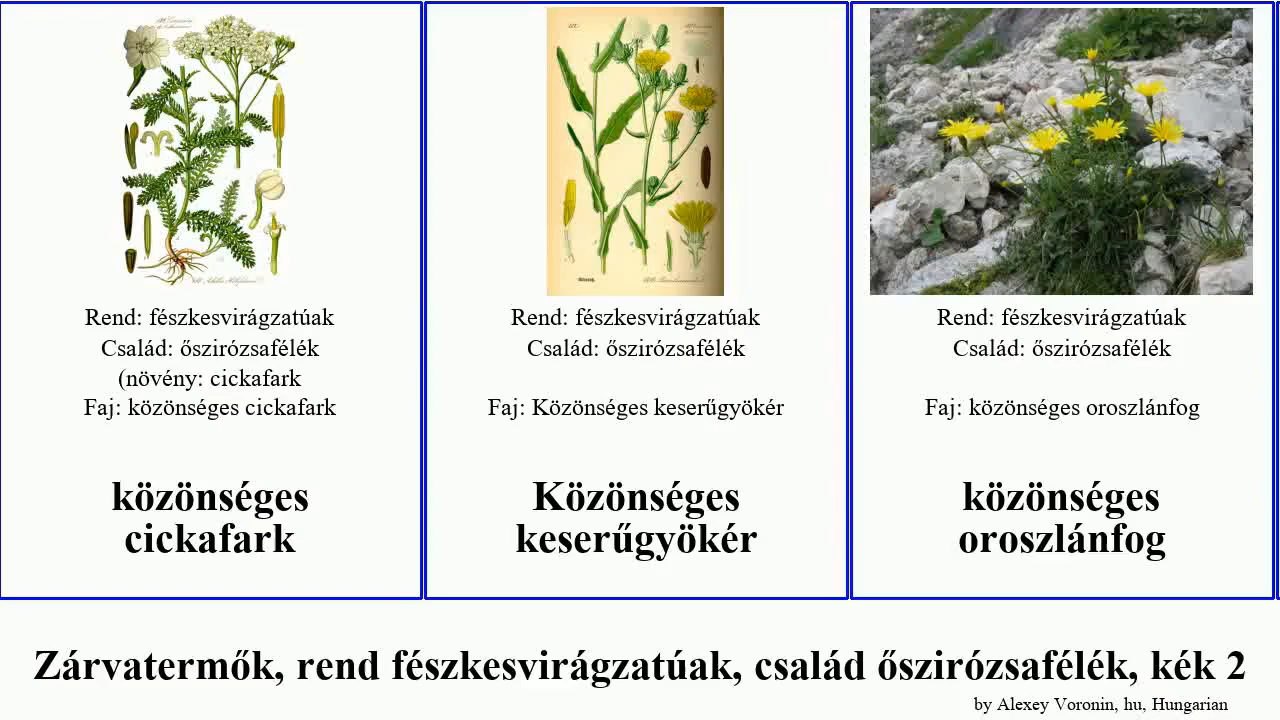 Rend: fészkesvirágzatúak
Család: őszirózsafélék
(növény: cickafark
Faj: közönséges cickafark
közönséges
cickafark
Rend: fészkesvirágzatúak
Család: őszirózsafélék
Faj: Közönséges keserűgyökér
Közönséges
keserűgyökér
Rend: fészkesvirágzatúak
Család: őszirózsafélék
Faj: közönséges oroszlánfog
közönséges
oroszlánfog
Zárvatermők, rend fészkesvirágzatúak, család őszirózsafélék, kék 2
by Alexey Voronin, hu, Hungarian